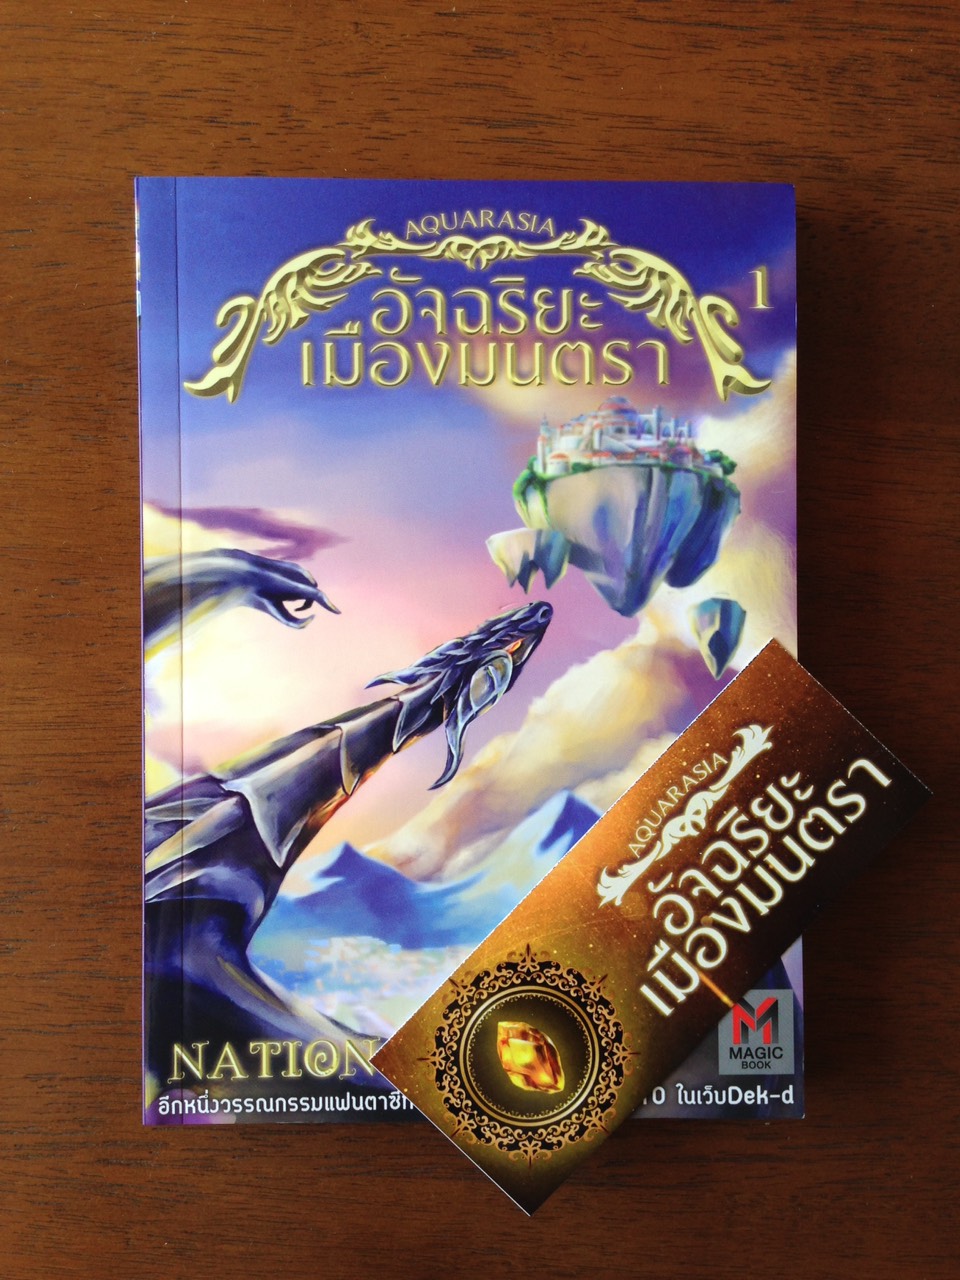 AQUARASIA
อัจฉริยะ
เมืองมนตรา
1
AQUARASIA
อัจฉริยะ
เมืองมนตรา
M
MAGIC
BOOK
NATION
อีกหนึ่งวรรณกรรมแฟนตาซี 10 ในเว็บDek-d